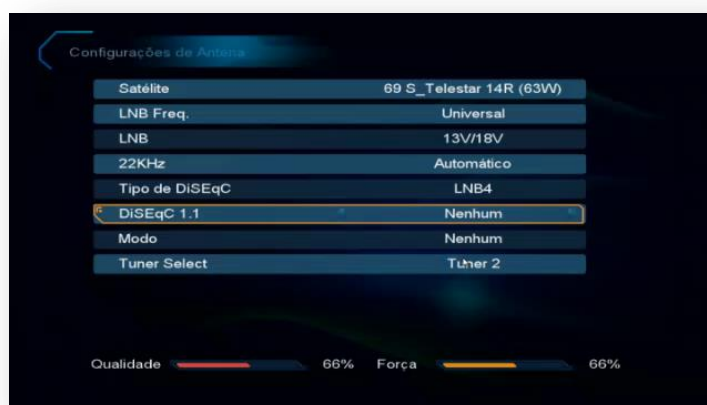 Configurações de Antena
Satélite 69 S_Telestar 14R (63W)
LNB Freq. Universal
LNB 13V/18V
22KHz Automático
Tipo de DiSEqC LNB4
DiSEqC 1.1 Nenhum
Modo Nenhum
Tuner Select Tuner 2
Qualidade 66% Força 66%